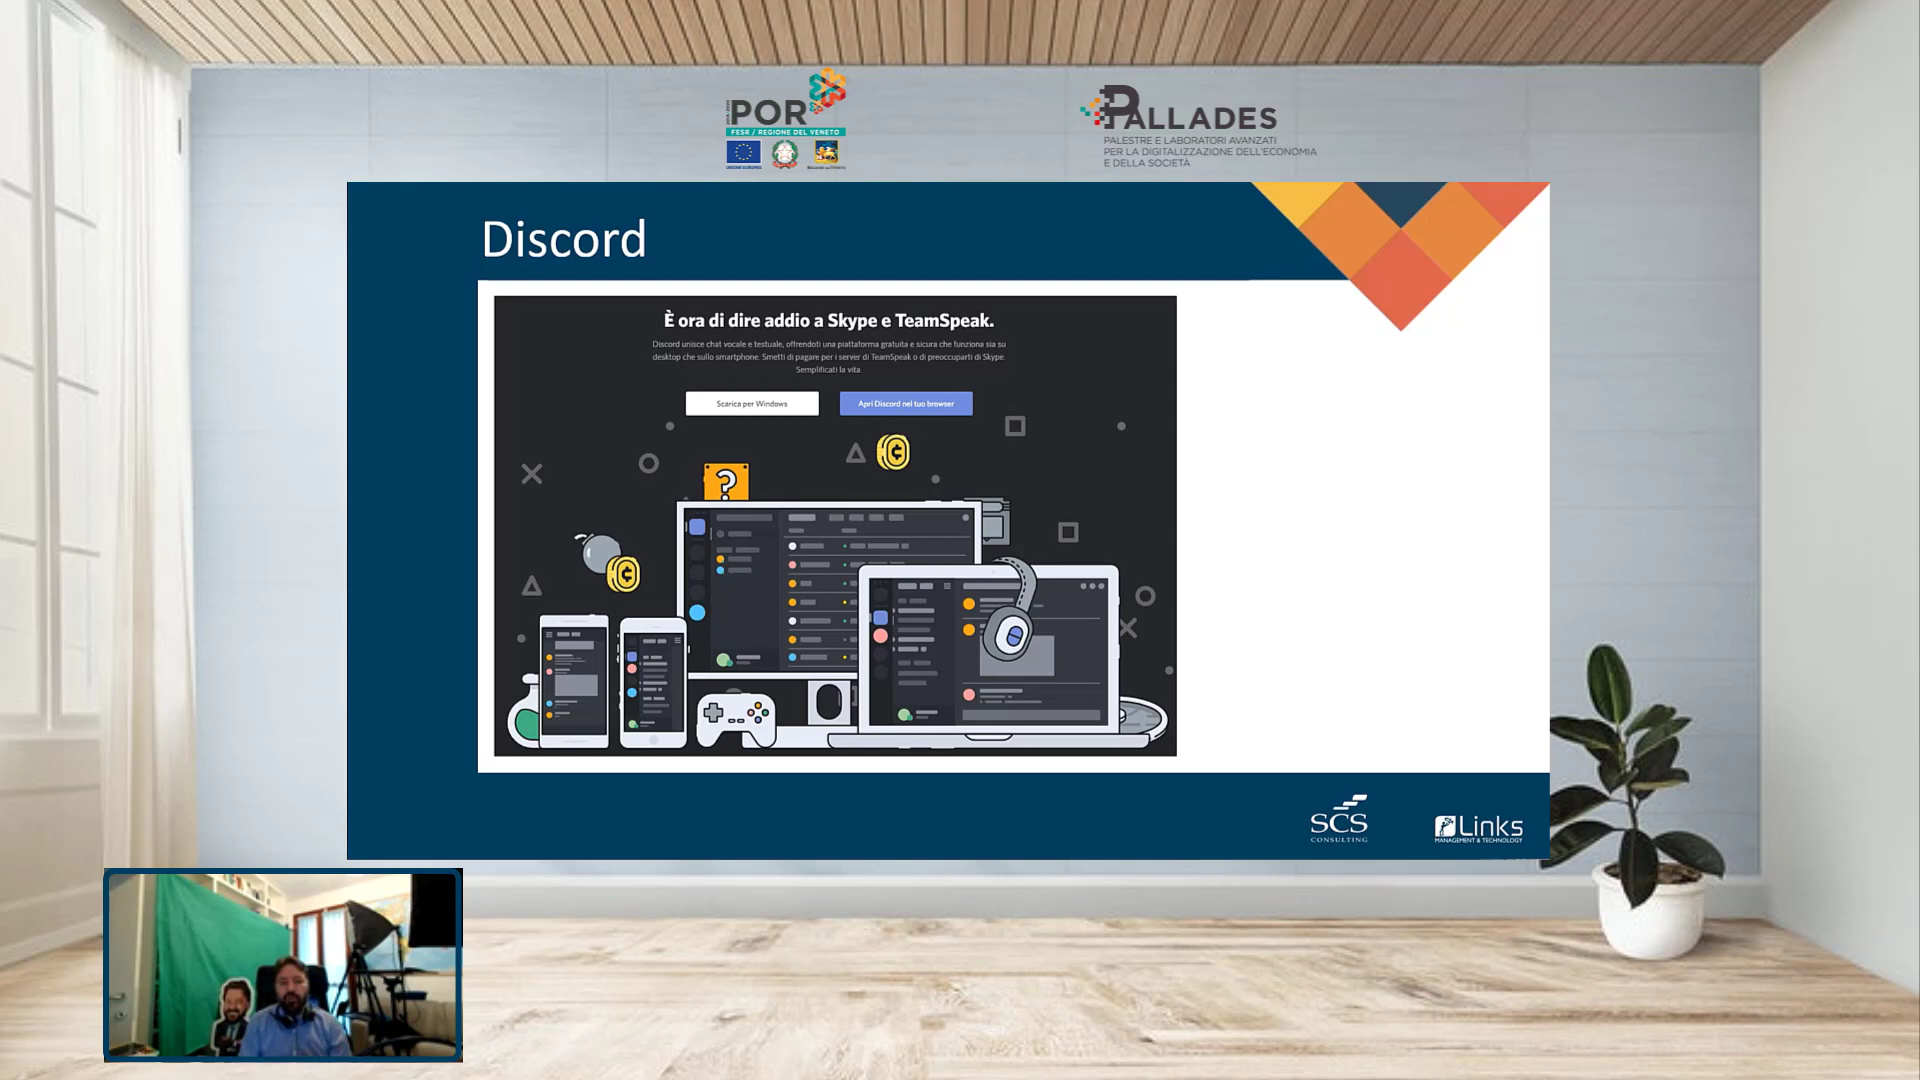 POR
FESR / REGIONE DEL VENETO
PALLADES
PALESTRE E LABORATORI AVANZATI
PER LA DIGITALIZZAZIONE DELL'ECONOMIA
E DELLA SOCIETÀ
Discord
È ora di dire addio a Skype e TeamSpeak.
Discord unisce chat vocale e testuale, offrendoti una piattaforma gratuita e sicura che funziona sia su
desktop che sullo smartphone. Smetti di pagare per i server di TeamSpeak o di preoccuparti di Skype.
Semplificati la vita.
Scarica per Windows
Apri Discord nel tuo browser
?
SCS
CONSULTING
Links
MANAGEMENT & TECHNOLOGY